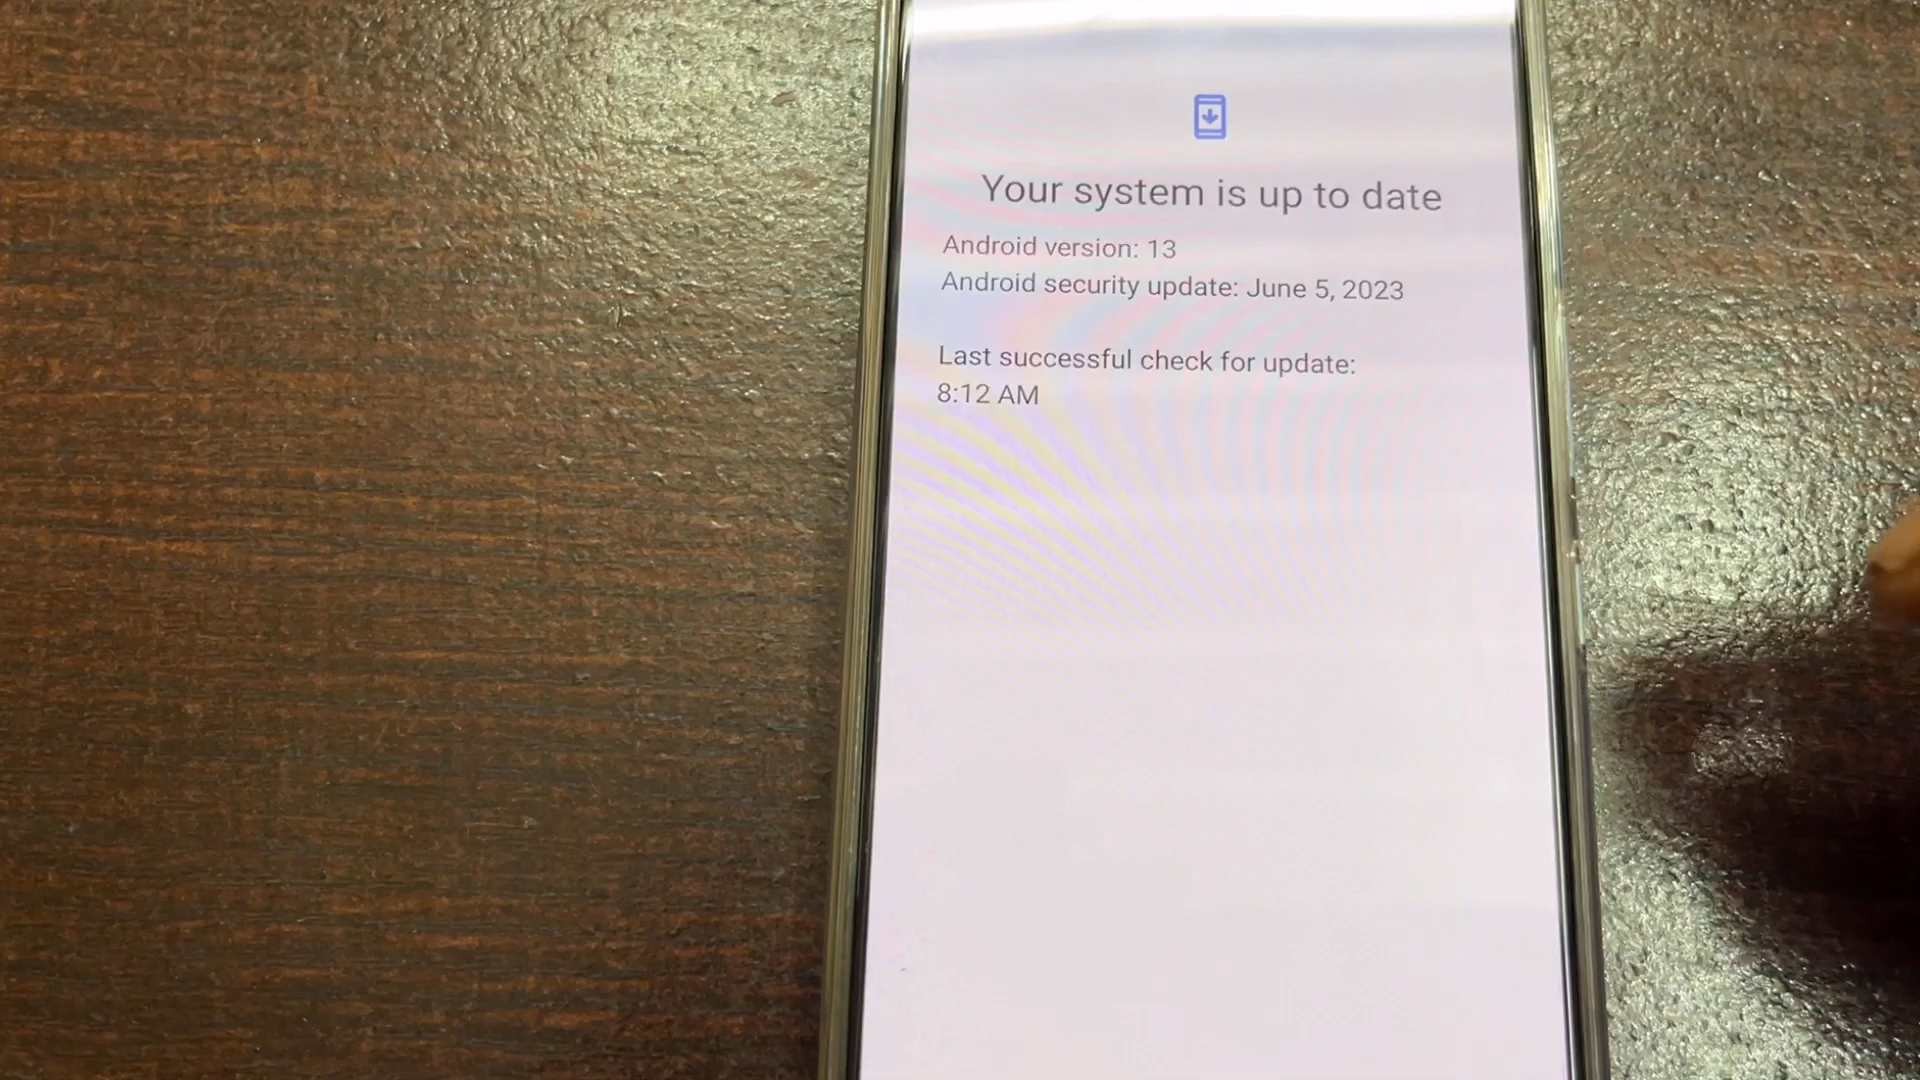 Your system is up to date
Android version: 13
Android security update: June 5, 2023
Last successful check for update:
8:12 AM